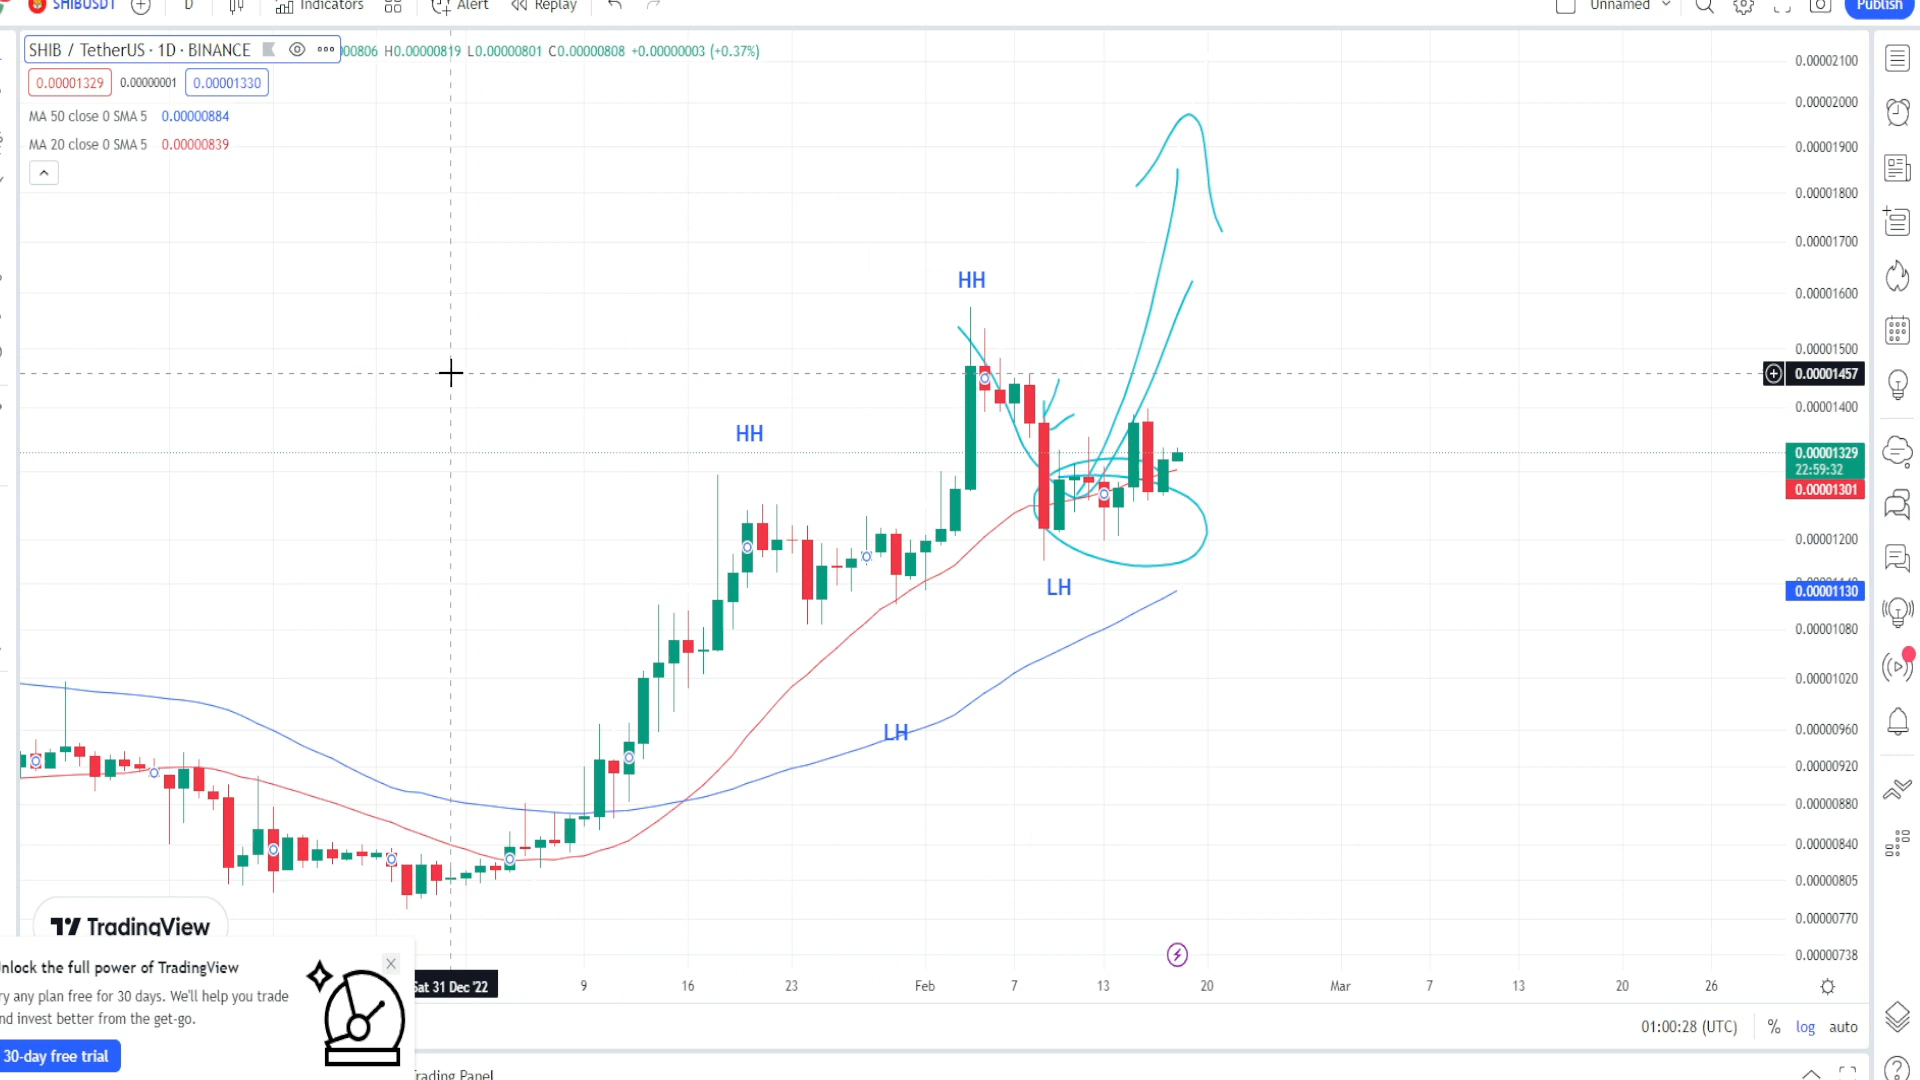 SHIBUSDT D Indicators Alert Replay Unnamed Publish
SHIB / TetherUS · 1D · BINANCE 00806 H0.00000819 L0.00000801 C0.00000808 +0.00000003 (+0.37%)
0.00001329 0.00000001 0.00001330
MA 50 close 0 SMA 5 0.00000884
MA 20 close 0 SMA 5 0.00000839
HH
HH
LH
LH
0.00002100
0.00002000
0.00001900
0.00001800
0.00001700
0.00001600
0.00001500
0.00001457
0.00001400
0.00001329
22:59:32
0.00001301
0.00001200
0.00001130
0.00001080
0.00001020
0.00000960
0.00000920
0.00000880
0.00000840
0.00000805
0.00000770
0.00000738
TradingView
nlock the full power of TradingView
ry any plan free for 30 days. We'll help you trade
nd invest better from the get-go.
30-day free trial
Sat 31 Dec '22 9 16 23 Feb 7 13 20 Mar 7 13 20 26
01:00:28 (UTC) % log auto
rading Panel